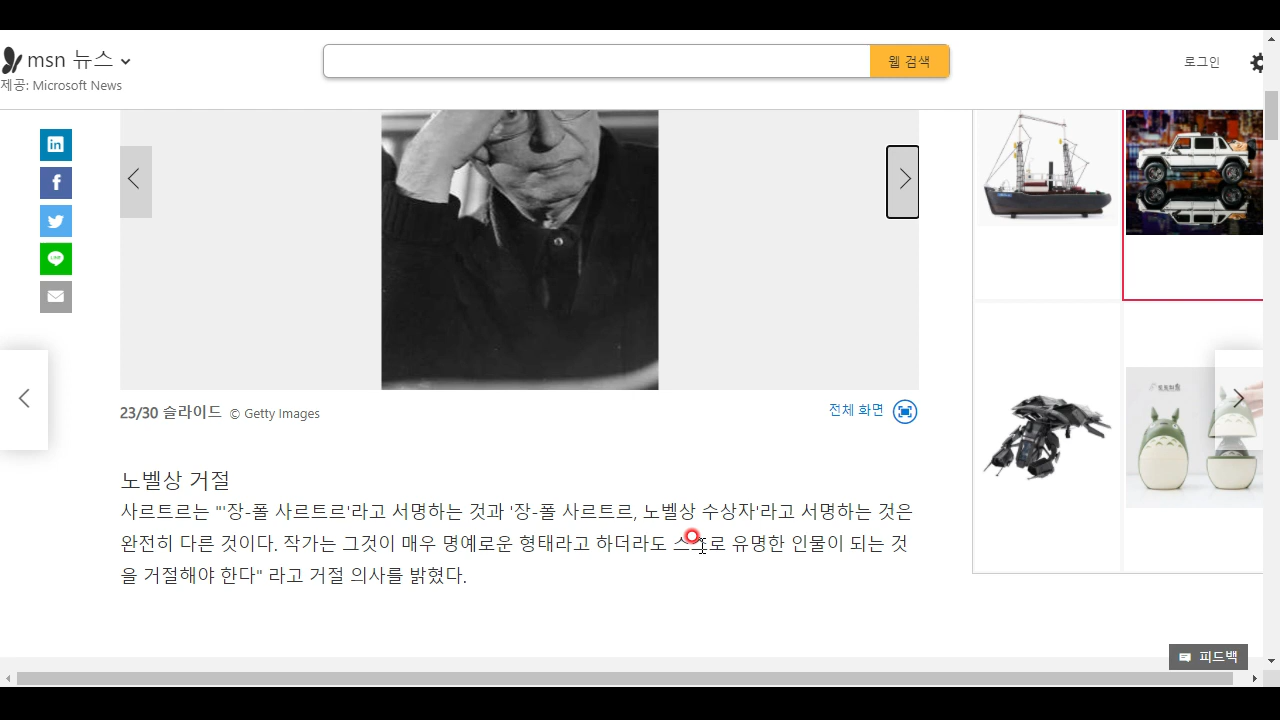 msn 뉴스
제공: Microsoft News
웹 검색
로그인
in
f
LINE
23/30 슬라이드 © Getty Images
전체 화면
노벨상 거절
사르트르는 "'장-폴 사르트르'라고 서명하는 것과 '장-폴 사르트르, 노벨상 수상자'라고 서명하는 것은
완전히 다른 것이다. 작가는 그것이 매우 명예로운 형태라고 하더라도 스스로 유명한 인물이 되는 것
을 거절해야 한다" 라고 거절 의사를 밝혔다.
피드백